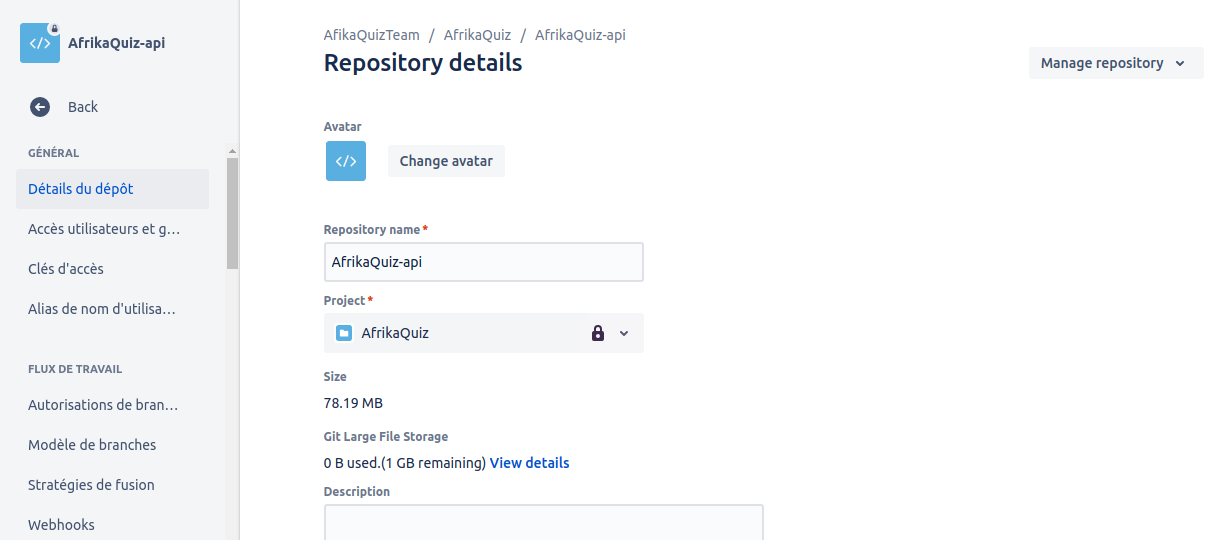 AfrikaQuiz-api
Back
GÉNÉRAL
Détails du dépôt
Accès utilisateurs et g…
Clés d'accès
Alias de nom d'utilisa…
FLUX DE TRAVAIL
Autorisations de bran…
Modèle de branches
Stratégies de fusion
Webhooks
AfikaQuizTeam / AfrikaQuiz / AfrikaQuiz-api
Repository details
Manage repository
Avatar
</> Change avatar
Repository name*
AfrikaQuiz-api
Project*
AfrikaQuiz
Size
78.19 MB
Git Large File Storage
0 B used.(1 GB remaining) View details
Description